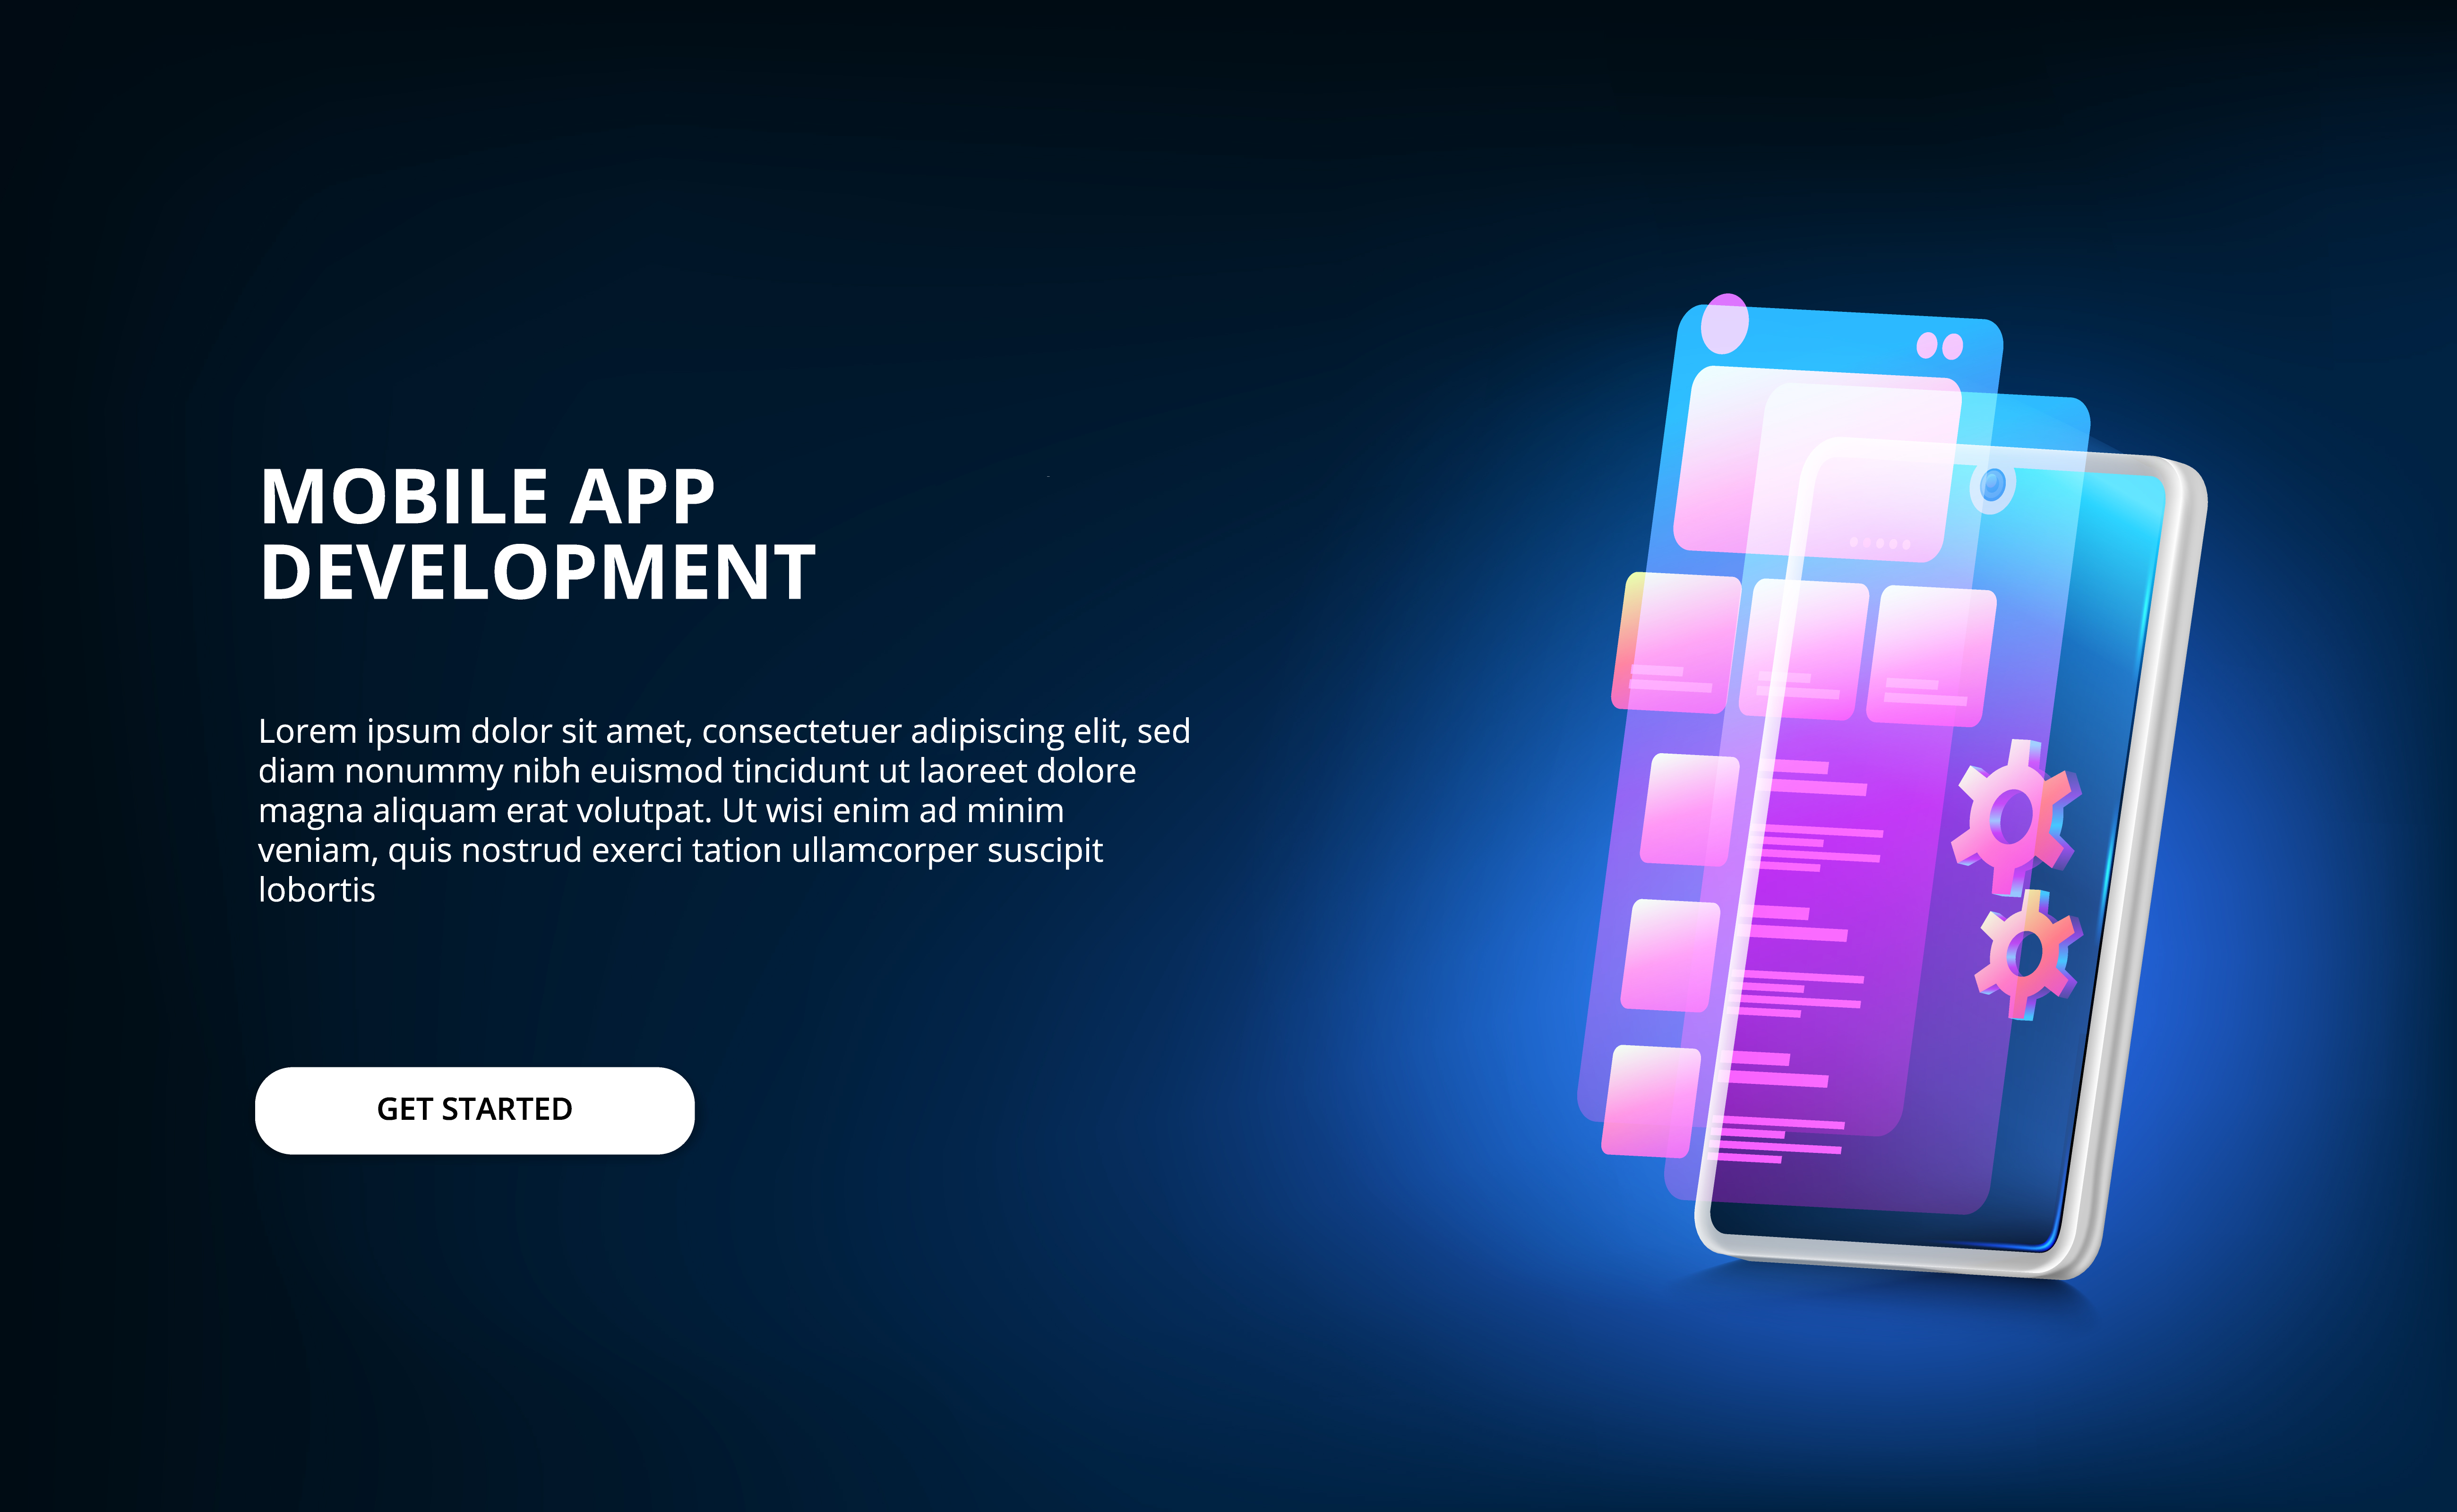 MOBILE APP
DEVELOPMENT
Lorem ipsum dolor sit amet, consectetuer adipiscing elit, sed
diam nonummy nibh euismod tincidunt ut laoreet dolore
magna aliquam erat volutpat. Ut wisi enim ad minim
veniam, quis nostrud exerci tation ullamcorper suscipit
lobortis
GET STARTED